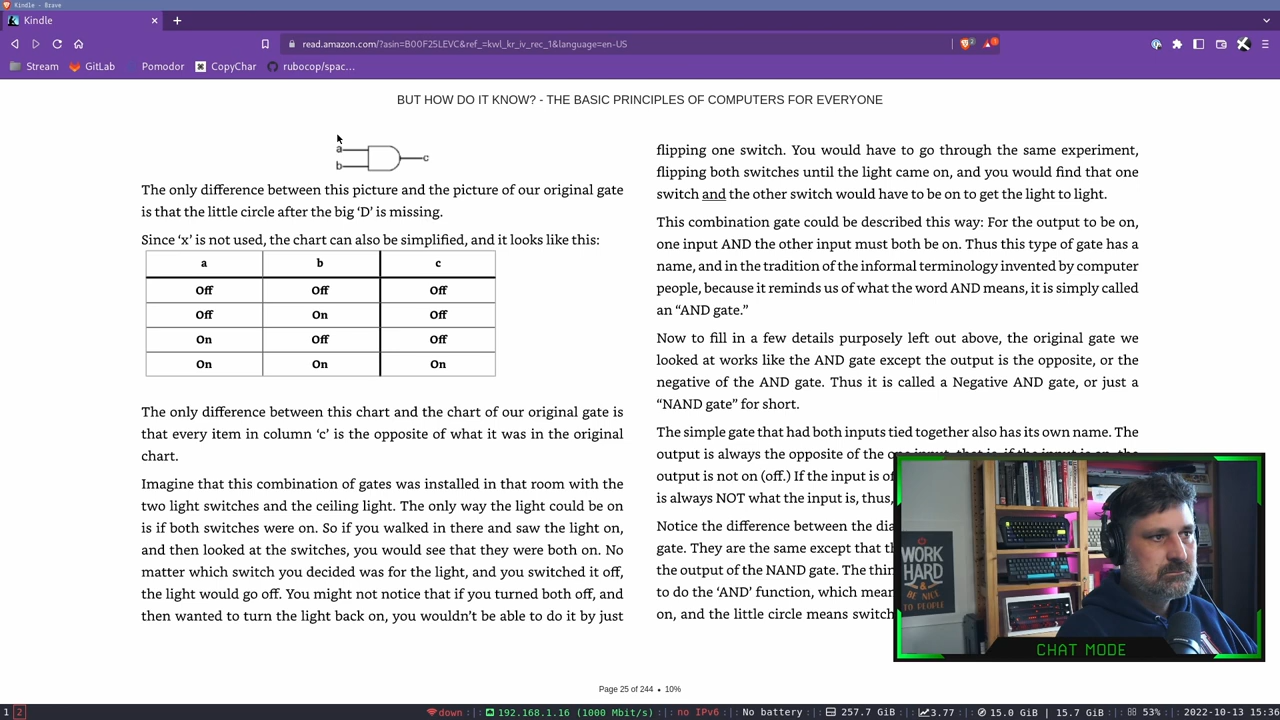 Kindle - Brave
Kindle
read.amazon.com/?asin=B00F25LEVC&ref_=kwl_kr_iv_rec_1&language=en-US
Stream GitLab Pomodor CopyChar rubocop/spac…
BUT HOW DO IT KNOW? - THE BASIC PRINCIPLES OF COMPUTERS FOR EVERYONE
a
b
c
The only difference between this picture and the picture of our original gate
is that the little circle after the big ‘D’ is missing.
Since ‘x’ is not used, the chart can also be simplified, and it looks like this:
a b c
Off Off Off
Off On Off
On Off Off
On On On
The only difference between this chart and the chart of our original gate is
that every item in column ‘c’ is the opposite of what it was in the original
chart.
Imagine that this combination of gates was installed in that room with the
two light switches and the ceiling light. The only way the light could be on
is if both switches were on. So if you walked in there and saw the light on,
and then looked at the switches, you would see that they were both on. No
matter which switch you decided was for the light, and you switched it off,
the light would go off. You might not notice that if you turned both off, and
then wanted to turn the light back on, you wouldn’t be able to do it by just
flipping one switch. You would have to go through the same experiment,
flipping both switches until the light came on, and you would find that one
switch and the other switch would have to be on to get the light to light.
This combination gate could be described this way: For the output to be on,
one input AND the other input must both be on. Thus this type of gate has a
name, and in the tradition of the informal terminology invented by computer
people, because it reminds us of what the word AND means, it is simply called
an “AND gate.”
Now to fill in a few details purposely left out above, the original gate we
looked at works like the AND gate except the output is the opposite, or the
negative of the AND gate. Thus it is called a Negative AND gate, or just a
“NAND gate” for short.
The simple gate that had both inputs tied together also has its own name. The
output is always the opposite of the one input, that is, if the input is on, the
output is not on (off.) If the input is of
is always NOT what the input is, thus,
Notice the difference between the dia
gate. They are the same except that th
the output of the NAND gate. The thin
to do the ‘AND’ function, which mean
on, and the little circle means switch
WORK
HARD
& BE
NICE
TO PEOPLE
CHAT MODE
Page 25 of 244 • 10%
1 2 down 192.168.1.16 (1000 Mbit/s) no IPv6 No battery 257.7 GiB 3.77 15.0 GiB | 15.7 GiB 53% 2022-10-13 15:36